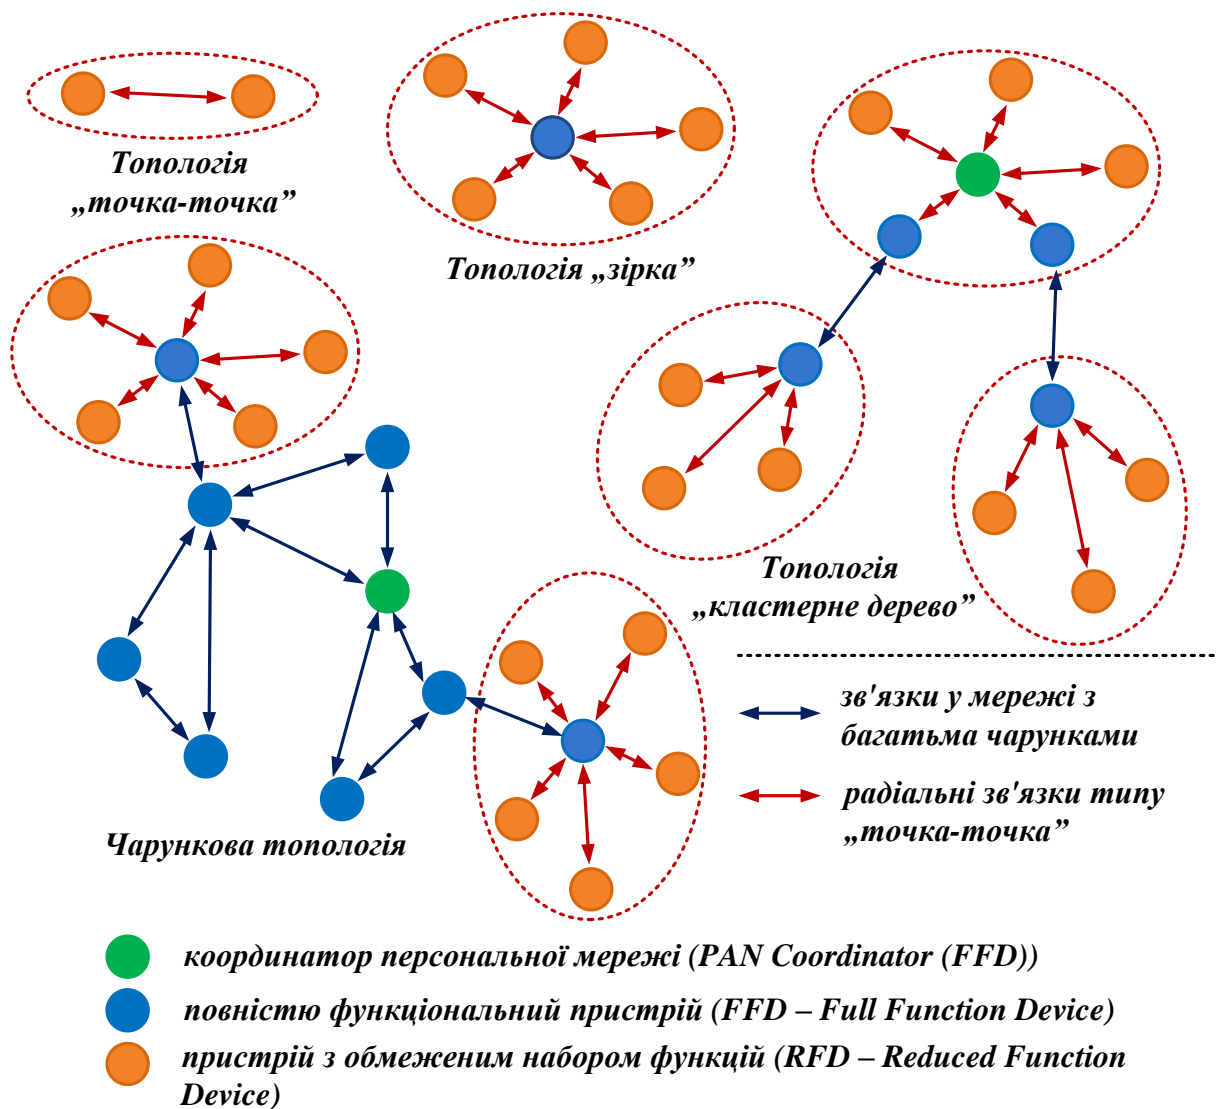 Топологія
„точка-точка”
Топологія „зірка”
Топологія
„кластерне дерево”
зв'язки у мережі з
багатьма чарунками
радіальні зв'язки типу
„точка-точка”
Чарункова топологія
координатор персональної мережі (PAN Coordinator (FFD))
повністю функціональний пристрій (FFD – Full Function Device)
пристрій з обмеженим набором функцій (RFD – Reduced Function
Device)